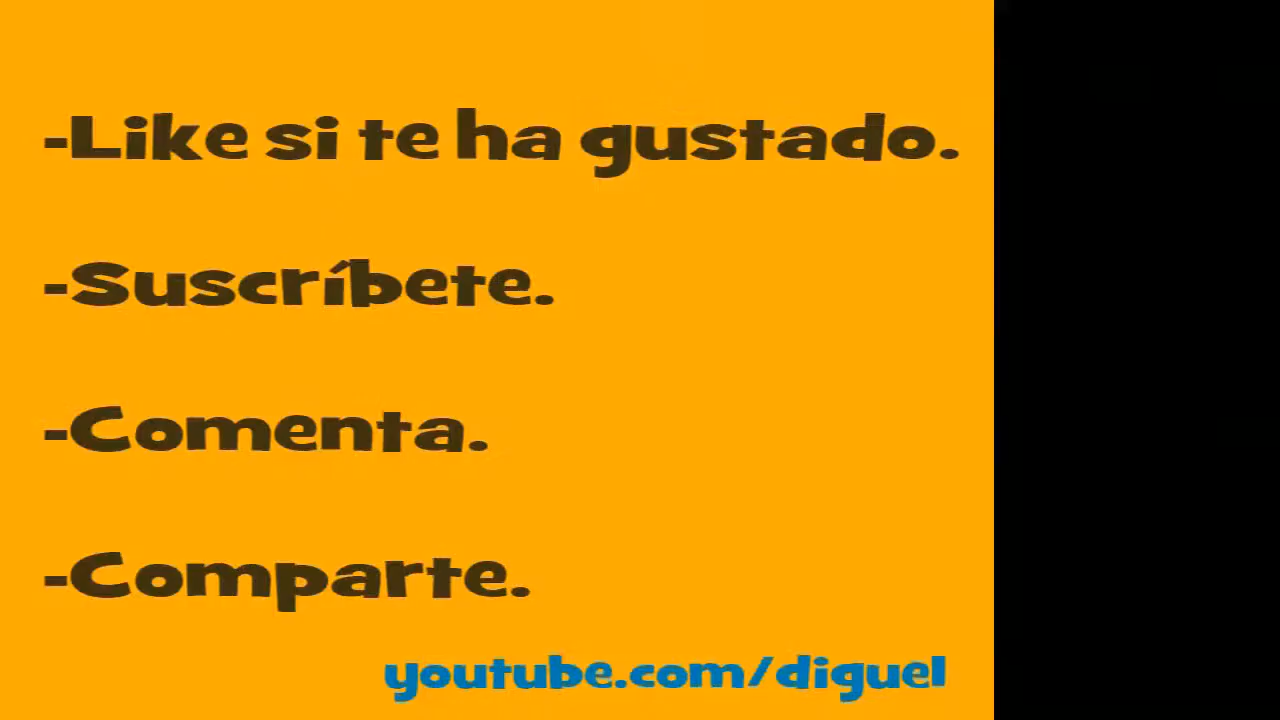 -Like si te ha gustado.
-Suscríbete.
-Comenta.
-Comparte.
youtube.com/diguel